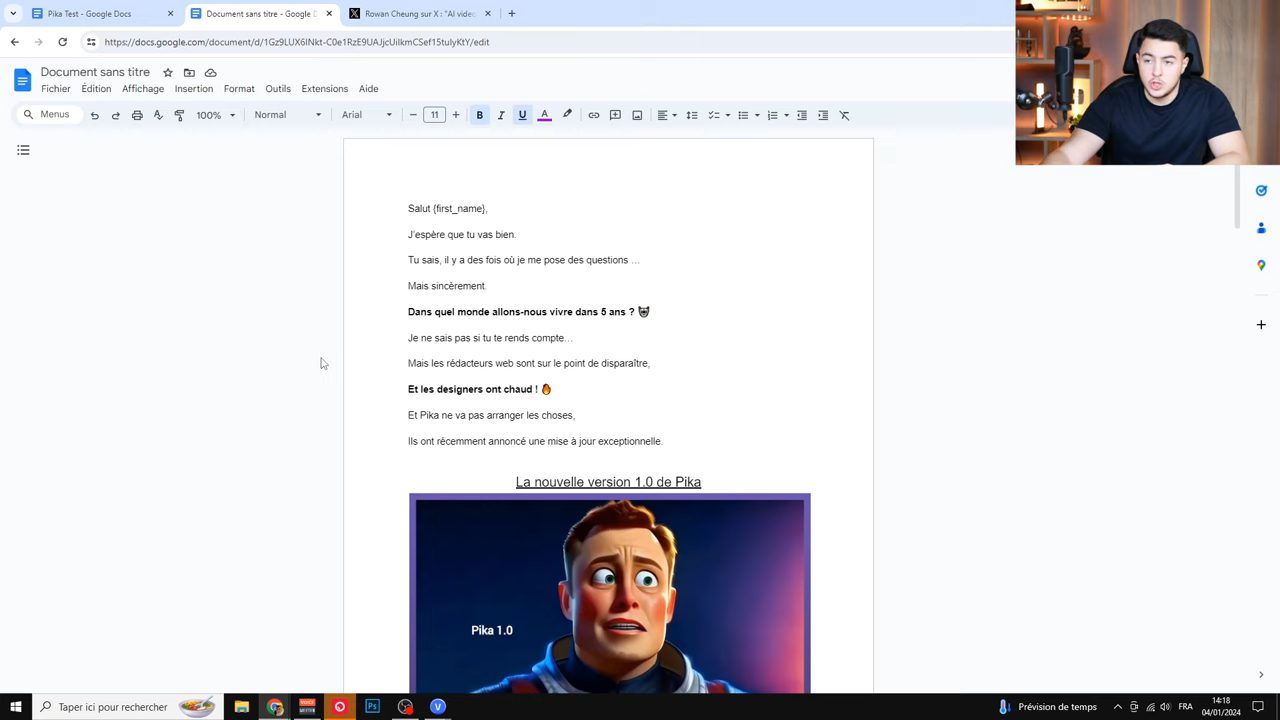 Pika Test - Google Docs
Document sans titre - Google D
Cheung sur X : "AI video
https://docs.google.com/document/d/1Gz9LUX6INkt-C0e1RzE9U-JcUiIkmCSef15tuIyKtY/edit
Document sans titre
Fichier Édition Affichage Insertion Format Outils Extensions Aide
Menus 100% Normal Arial 11 B I U A
Salut {first_name},
J'espère que tu vas bien.
Tu sais, il y a des fois où je me pose des questions …
Mais sincèrement.
Dans quel monde allons-nous vivre dans 5 ans ?
Je ne sais pas si tu te rends compte…
Mais les rédacteurs web sont sur le point de disparaître,
Et les designers ont chaud !
Et Pika ne va pas arranger les choses,
Ils ont récemment annoncé une mise à jour exceptionnelle.
La nouvelle version 1.0 de Pika
Pika 1.0
Taper ici pour rechercher
Ps
V
Prévision de temps
FRA
14:18
04/01/2024